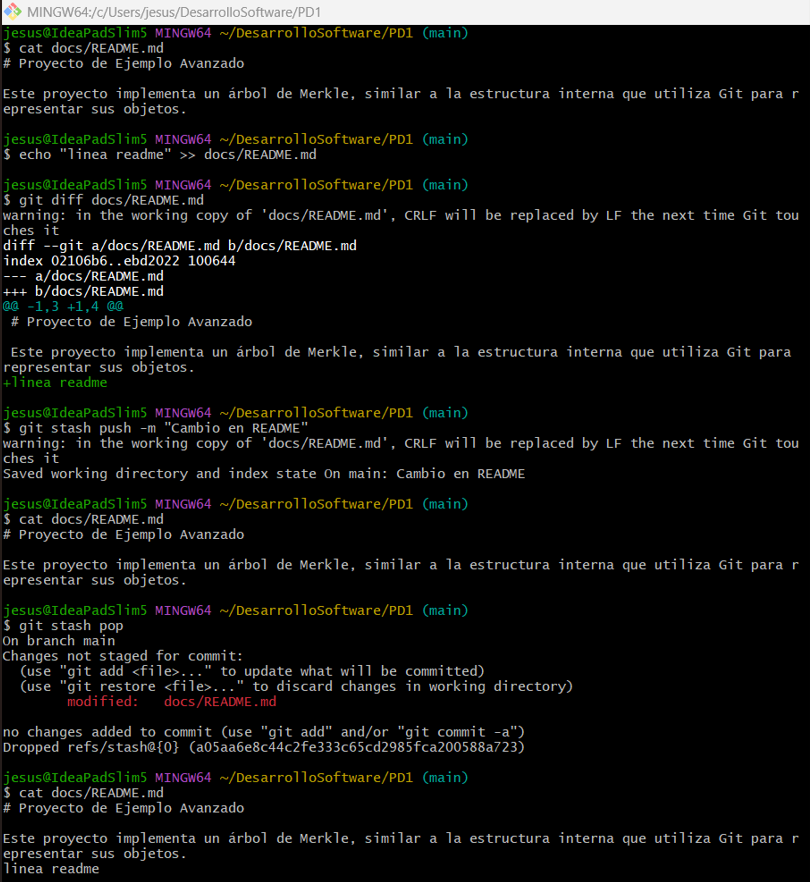 MINGW64:/c/Users/jesus/DesarrolloSoftware/PD1
jesus@IdeaPadSlim5 MINGW64 ~/DesarrolloSoftware/PD1 (main)
$ cat docs/README.md
# Proyecto de Ejemplo Avanzado
Este proyecto implementa un árbol de Merkle, similar a la estructura interna que utiliza Git para r
epresentar sus objetos.
jesus@IdeaPadSlim5 MINGW64 ~/DesarrolloSoftware/PD1 (main)
$ echo "linea readme" >> docs/README.md
jesus@IdeaPadSlim5 MINGW64 ~/DesarrolloSoftware/PD1 (main)
$ git diff docs/README.md
warning: in the working copy of 'docs/README.md', CRLF will be replaced by LF the next time Git tou
ches it
diff --git a/docs/README.md b/docs/README.md
index 02106b6..ebd2022 100644
--- a/docs/README.md
+++ b/docs/README.md
@@ -1,3 +1,4 @@
 # Proyecto de Ejemplo Avanzado
 Este proyecto implementa un árbol de Merkle, similar a la estructura interna que utiliza Git para
representar sus objetos.
+linea readme
jesus@IdeaPadSlim5 MINGW64 ~/DesarrolloSoftware/PD1 (main)
$ git stash push -m "Cambio en README"
warning: in the working copy of 'docs/README.md', CRLF will be replaced by LF the next time Git tou
ches it
Saved working directory and index state On main: Cambio en README
jesus@IdeaPadSlim5 MINGW64 ~/DesarrolloSoftware/PD1 (main)
$ cat docs/README.md
# Proyecto de Ejemplo Avanzado
Este proyecto implementa un árbol de Merkle, similar a la estructura interna que utiliza Git para r
epresentar sus objetos.
jesus@IdeaPadSlim5 MINGW64 ~/DesarrolloSoftware/PD1 (main)
$ git stash pop
On branch main
Changes not staged for commit:
  (use "git add <file>..." to update what will be committed)
  (use "git restore <file>..." to discard changes in working directory)
        modified:   docs/README.md
no changes added to commit (use "git add" and/or "git commit -a")
Dropped refs/stash@{0} (a05aa6e8c44c2fe333c65cd2985fca200588a723)
jesus@IdeaPadSlim5 MINGW64 ~/DesarrolloSoftware/PD1 (main)
$ cat docs/README.md
# Proyecto de Ejemplo Avanzado
Este proyecto implementa un árbol de Merkle, similar a la estructura interna que utiliza Git para r
epresentar sus objetos.
linea readme